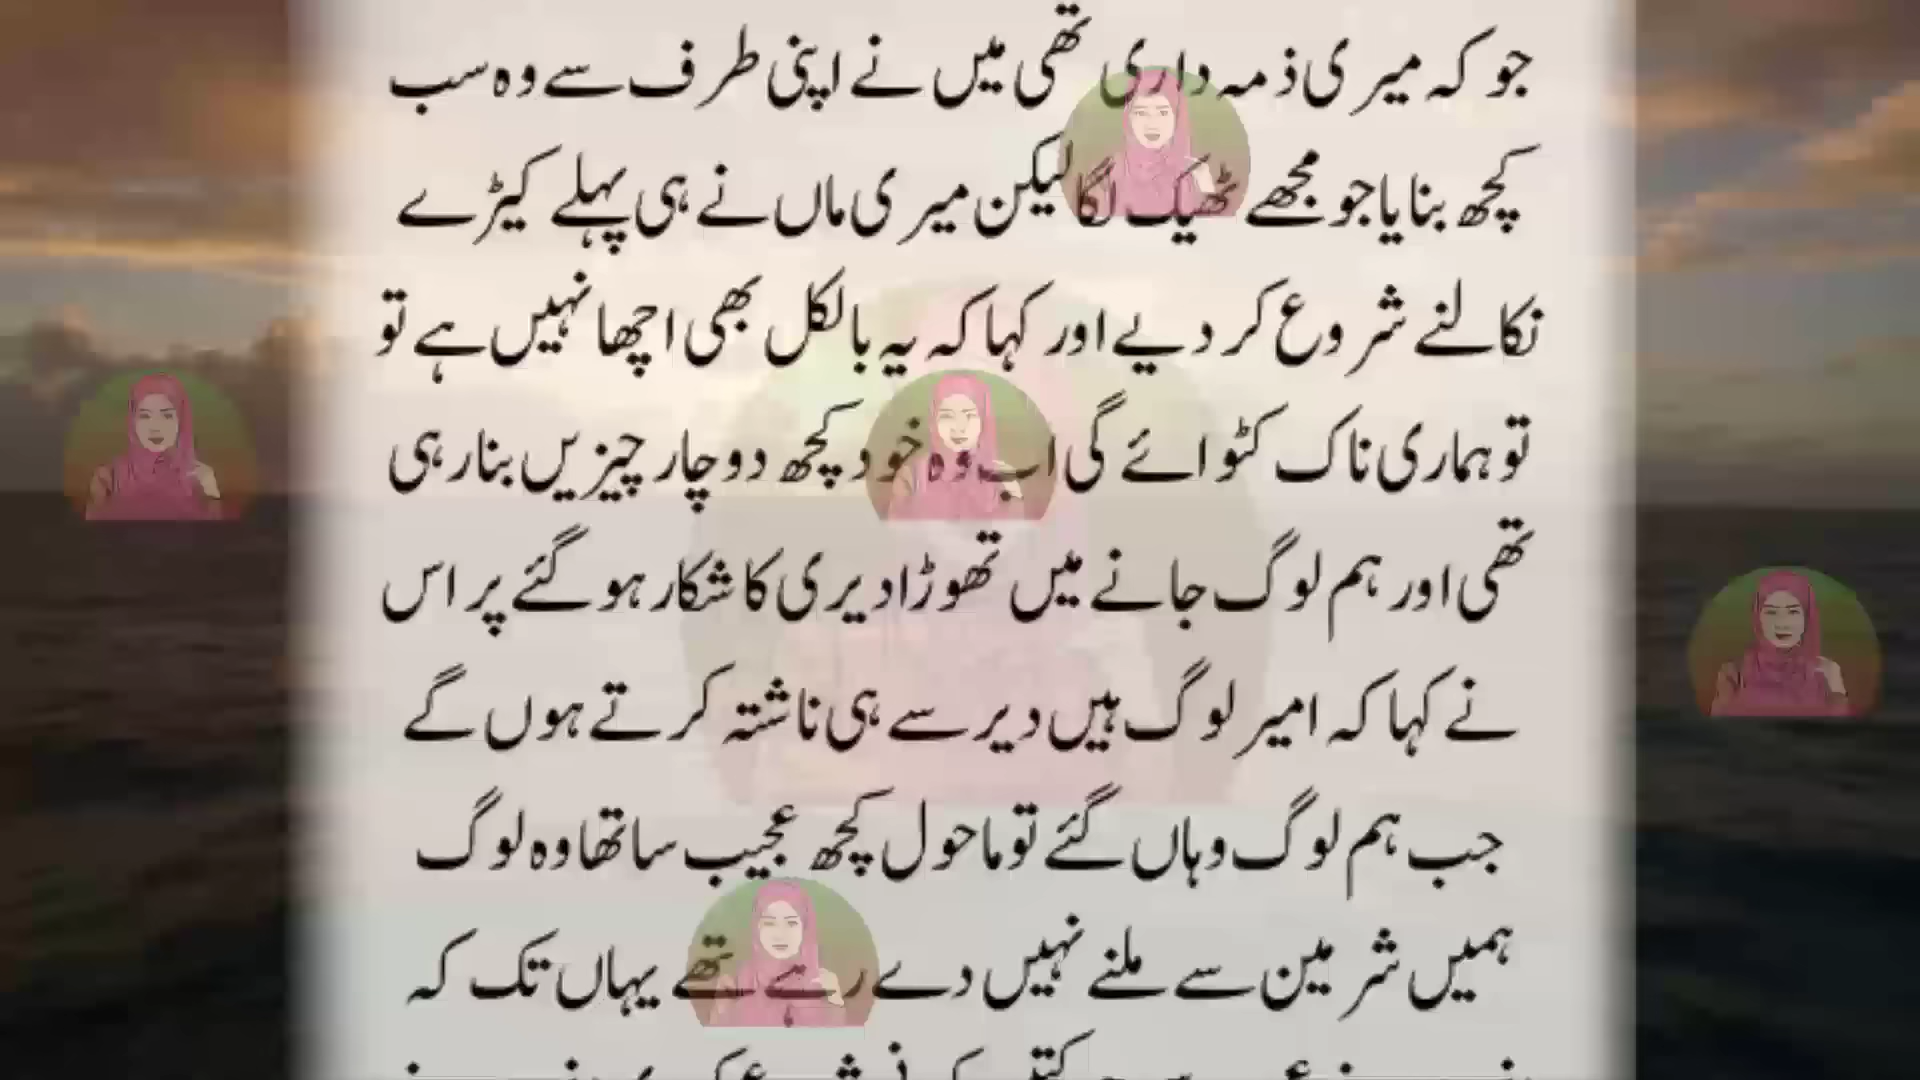 جو کہ میری ذمہ داری تھی میں نے اپنی طرف سے وہ سب
کچھ بنایا جو مجھے ٹھیک لگا لیکن میری ماں نے ہی پہلے کیڑے
نکالنے شروع کر دیے اور کہا کہ یہ بالکل بھی اچھا نہیں ہے تو
تو ہماری ناک کٹوائے گی اب وہ خود کچھ دو چار چیزیں بنا رہی
تھی اور ہم لوگ جانے میں تھوڑا دیری کا شکار ہو گئے پر اس
نے کہا کہ امیر لوگ ہیں دیر سے ہی ناشتہ کرتے ہوں گے
جب ہم لوگ وہاں گئے تو ماحول کچھ عجیب سا تھا وہ لوگ
ہمیں شرمین سے ملنے نہیں دے رہے تھے یہاں تک کہ